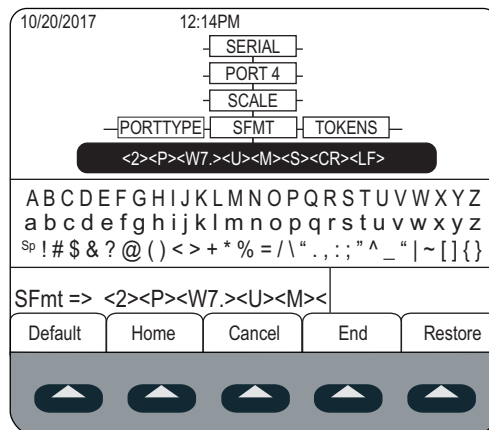 10/20/2017 12:14PM
SERIAL
PORT 4
SCALE
PORTTYPE SFMT TOKENS
<2><P><W7.><U><M><S><CR><LF>
A B C D E F G H I J K L M N O P Q R S T U V W X Y Z
a b c d e f g h i j k l m n o p q r s t u v w x y z
Sp ! # $ & ? @ ( ) < > + * % = / \ “ . , : ; ” ^ _ “ | ~ [ ] { }
SFmt => <2><P><W7.><U><M><
Default Home Cancel End Restore